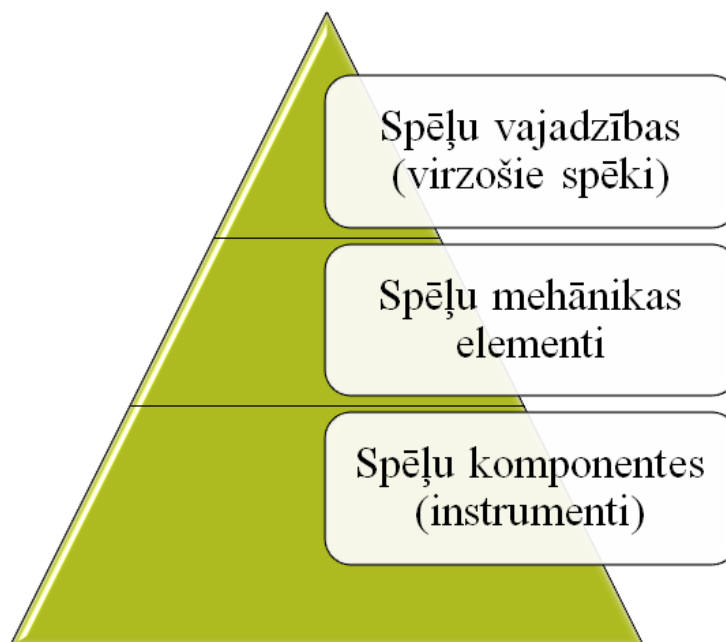 Spēļu vajadzības
(virzošie spēki)
Spēļu mehānikas
elementi
Spēļu komponentes
(instrumenti)